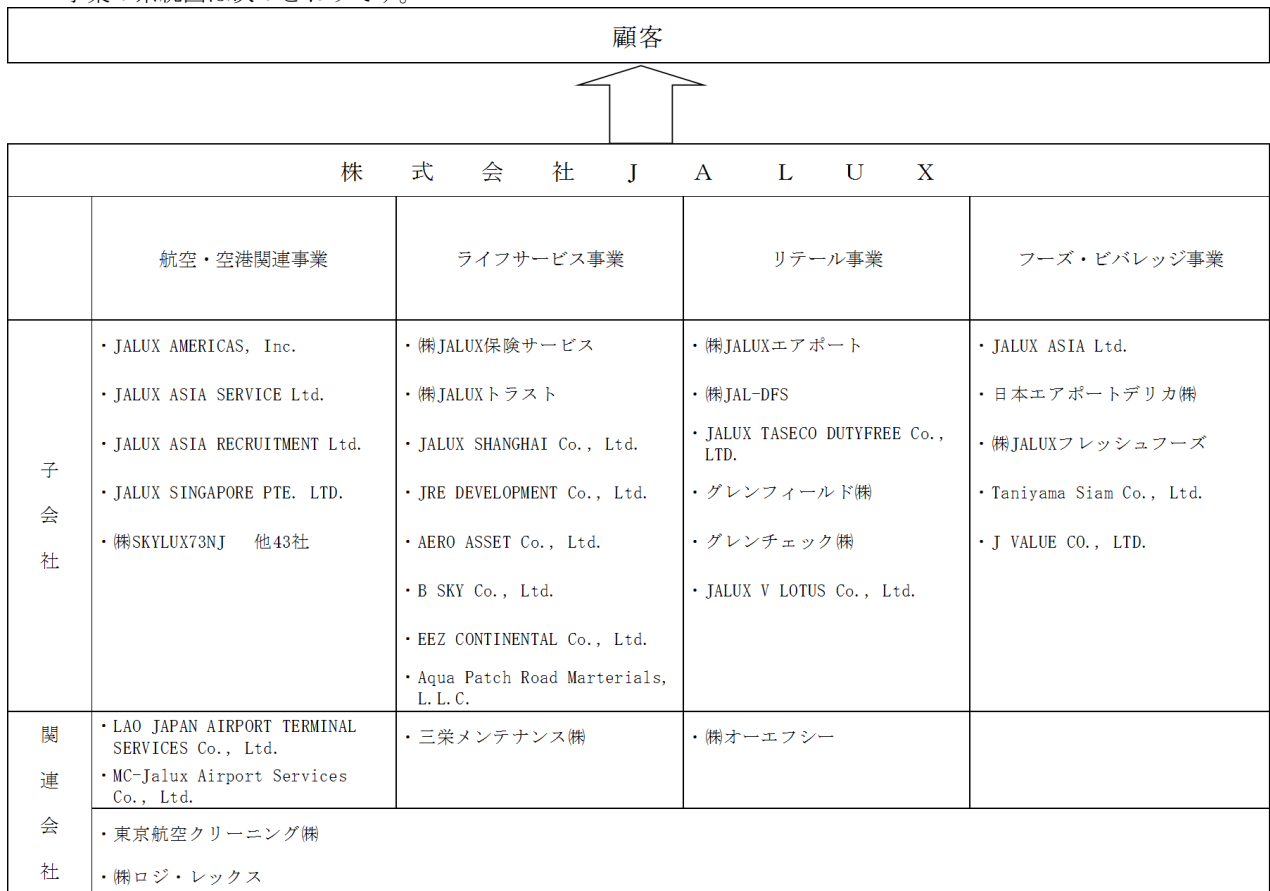 顧客
株式会社JALUX
航空・空港関連事業
ライフサービス事業
リテール事業
フーズ・ビバレッジ事業
子会社
・JALUX AMERICAS, Inc.
・JALUX ASIA SERVICE Ltd.
・JALUX ASIA RECRUITMENT Ltd.
・JALUX SINGAPORE PTE. LTD.
・㈱SKYLUX73NJ　他43社
・㈱JALUX保険サービス
・㈱JALUXトラスト
・JALUX SHANGHAI Co., Ltd.
・JRE DEVELOPMENT Co., Ltd.
・AERO ASSET Co., Ltd.
・B SKY Co., Ltd.
・EEZ CONTINENTAL Co., Ltd.
・Aqua Patch Road Marterials,
L.L.C.
・㈱JALUXエアポート
・㈱JAL-DFS
・JALUX TASECO DUTYFREE Co.,
LTD.
・グレンフィールド㈱
・グレンチェック㈱
・JALUX V LOTUS Co., Ltd.
・JALUX ASIA Ltd.
・日本エアポートデリカ㈱
・㈱JALUXフレッシュフーズ
・Taniyama Siam Co., Ltd.
・J VALUE CO., LTD.
関連会社
・LAO JAPAN AIRPORT TERMINAL
SERVICES Co., Ltd.
・MC-Jalux Airport Services
Co., Ltd.
・三栄メンテナンス㈱
・㈱オーエフシー
・東京航空クリーニング㈱
・㈱ロジ・レックス